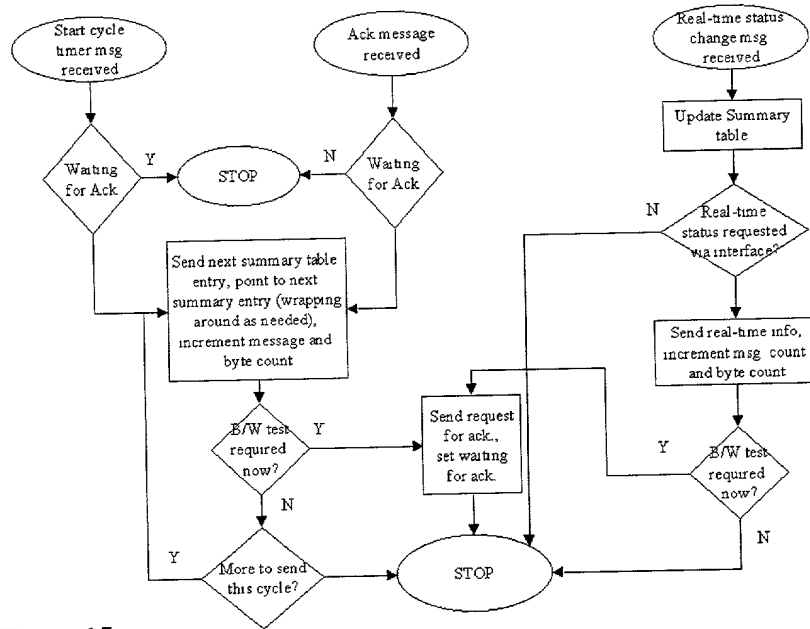 Start cycle
timer msg
received
Ack message
received
Real-time status
change msg
received
Update Summary
table
Waiting
for Ack
Y
STOP
N
Waiting
for Ack
N
Real-time
status requested
via interface?
Send next summary table
entry, point to next
summary entry (wrapping
around as needed),
increment message and
byte count
Send real-time info,
increment msg count
and byte count
B/W test
required
now?
Y
Send request
for ack.,
set waiting
for ack.
Y
B/W test
required
now?
N
N
Y
More to send
this cycle?
STOP